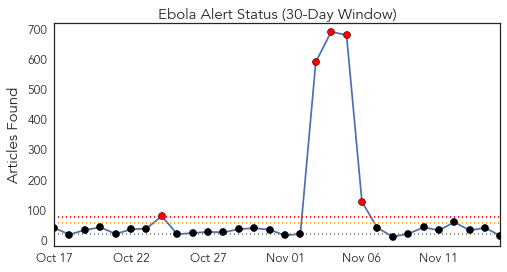 Ebola Alert Status (30-Day Window)
Articles Found
700
600
500
400
300
200
100
0
Oct 17
Oct 22
Oct 27
Nov 01
Nov 06
Nov 11